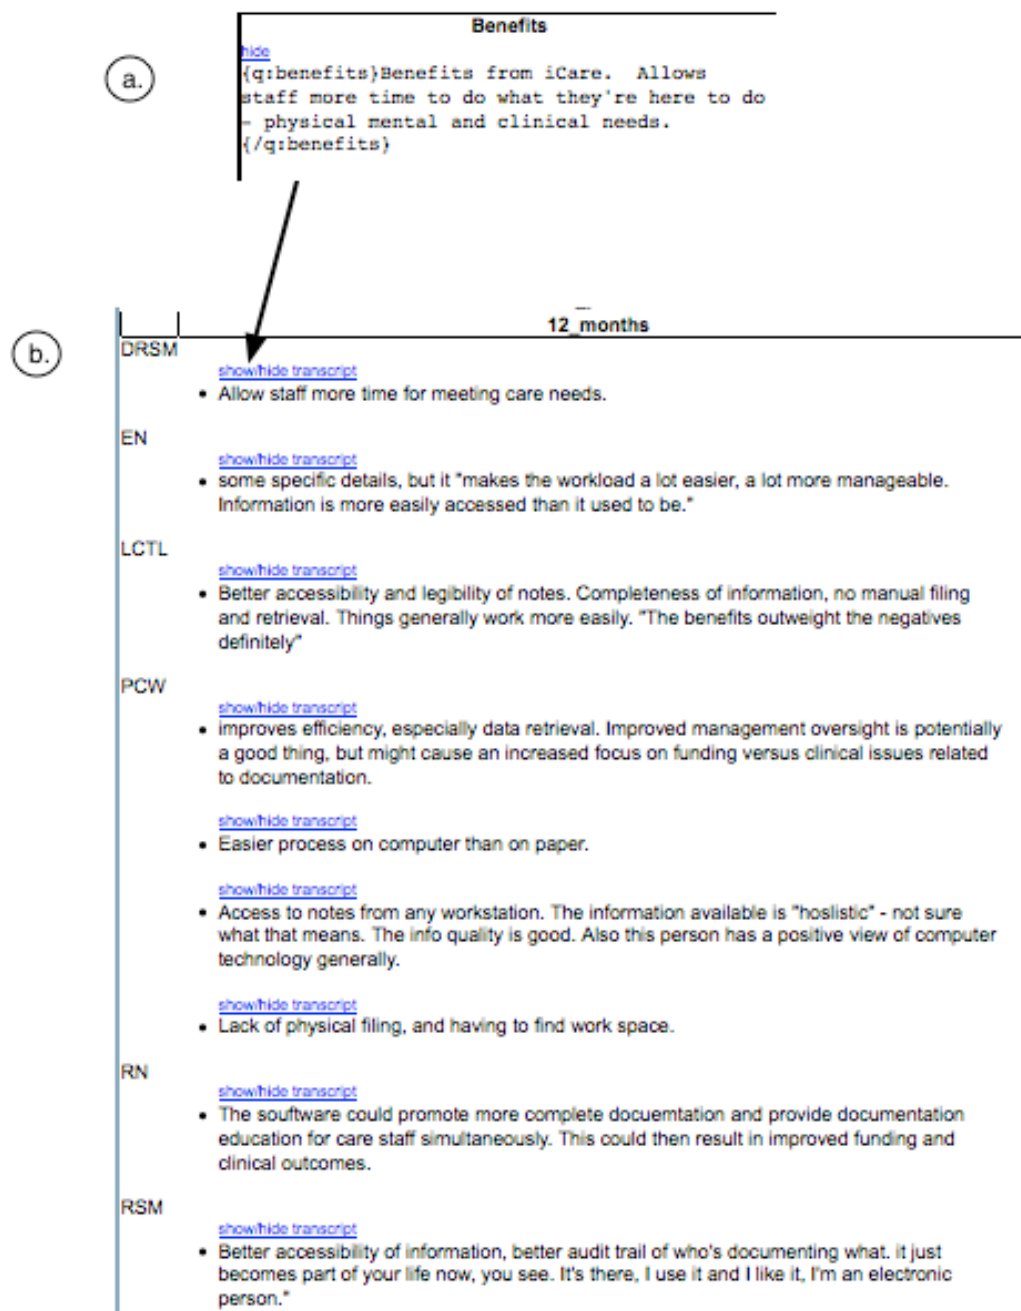 Benefits
hide
a.
{q:benefits}Benefits from iCare.  Allows
staff more time to do what they're here to do
- physical mental and clinical needs.
{/q:benefits}
12_months
b.
DRSM
show/hide transcript
• Allow staff more time for meeting care needs.
EN
show/hide transcript
• some specific details, but it "makes the workload a lot easier, a lot more manageable.
Information is more easily accessed than it used to be."
LCTL
show/hide transcript
• Better accessibility and legibility of notes. Completeness of information, no manual filing
and retrieval. Things generally work more easily. "The benefits outweight the negatives
definitely"
PCW
show/hide transcript
• improves efficiency, especially data retrieval. Improved management oversight is potentially
a good thing, but might cause an increased focus on funding versus clinical issues related
to documentation.
show/hide transcript
• Easier process on computer than on paper.
show/hide transcript
• Access to notes from any workstation. The information available is "hoslistic" - not sure
what that means. The info quality is good. Also this person has a positive view of computer
technology generally.
show/hide transcript
• Lack of physical filing, and having to find work space.
RN
show/hide transcript
• The souftware could promote more complete docuemtation and provide documentation
education for care staff simultaneously. This could then result in improved funding and
clinical outcomes.
RSM
show/hide transcript
• Better accessibility of information, better audit trail of who's documenting what. it just
becomes part of your life now, you see. It's there, I use it and I like it, I'm an electronic
person."